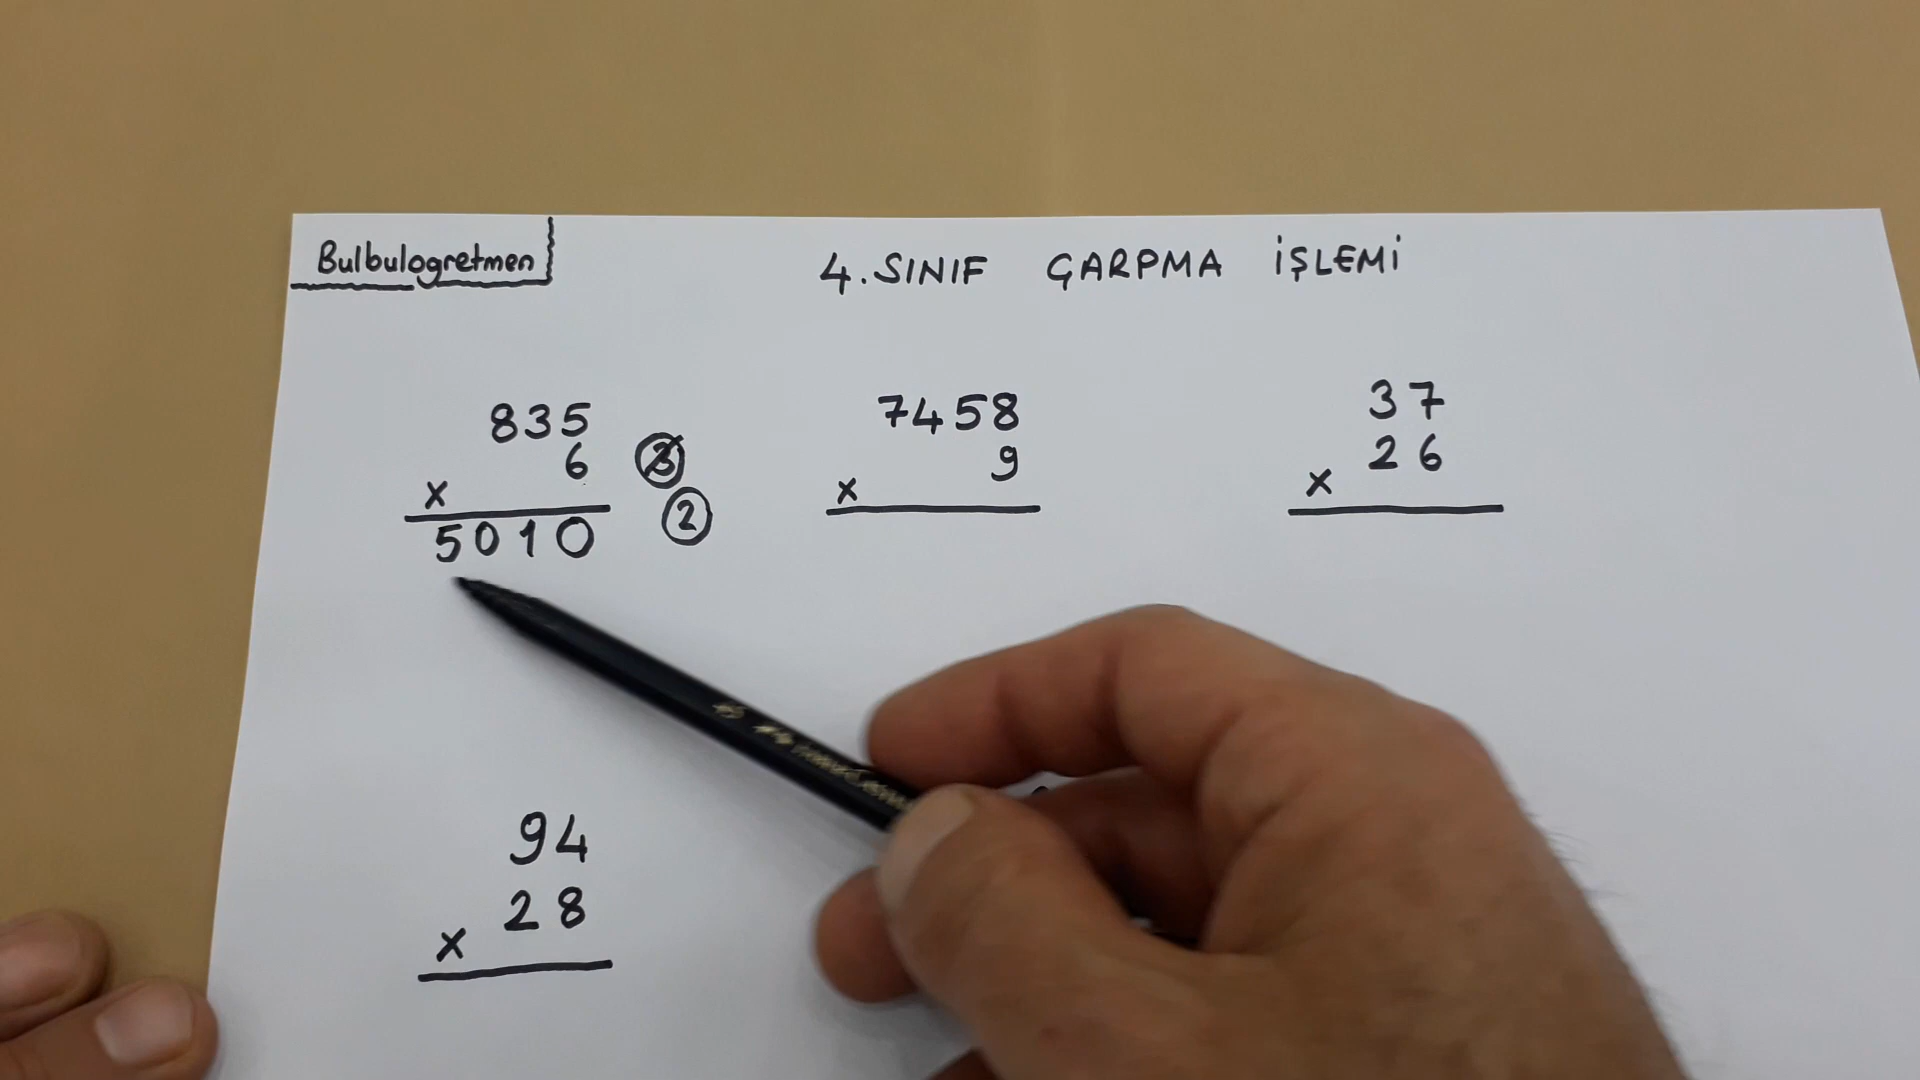 Bulbulogretmen
4. SINIF ÇARPMA İŞLEMİ
835
6
x
5010
3
2
7458
9
x
37
26
x
94
28
x